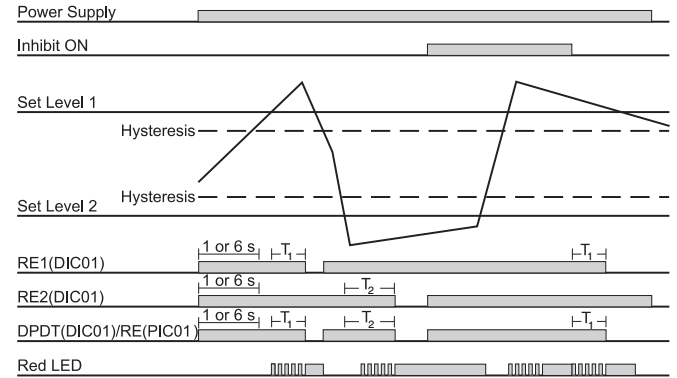 Power Supply
Inhibit ON
Set Level 1
Hysteresis
Hysteresis
Set Level 2
1 or 6 s T1
RE1(DIC01) T1
1 or 6 s T2
RE2(DIC01)
1 or 6 s T1 T2 T1
DPDT(DIC01)/RE(PIC01)
Red LED